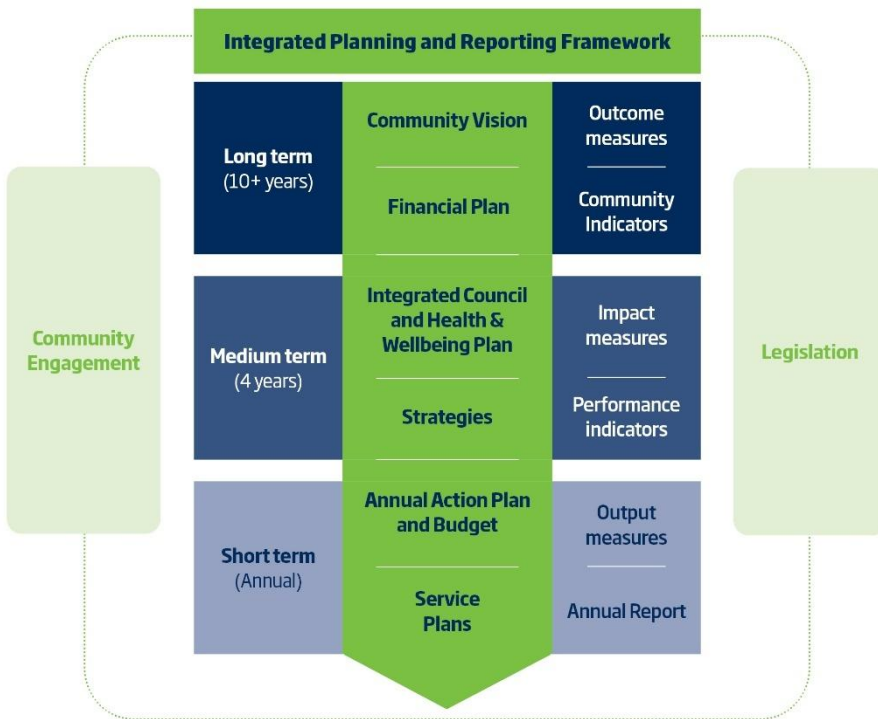 Integrated Planning and Reporting Framework
Community
Engagement
Long term
(10+ years)
Community Vision
Financial Plan
Outcome
measures
Community
Indicators
Medium term
(4 years)
Integrated Council
and Health &
Wellbeing Plan
Strategies
Impact
measures
Performance
indicators
Short term
(Annual)
Annual Action Plan
and Budget
Service
Plans
Output
measures
Annual Report
Legislation